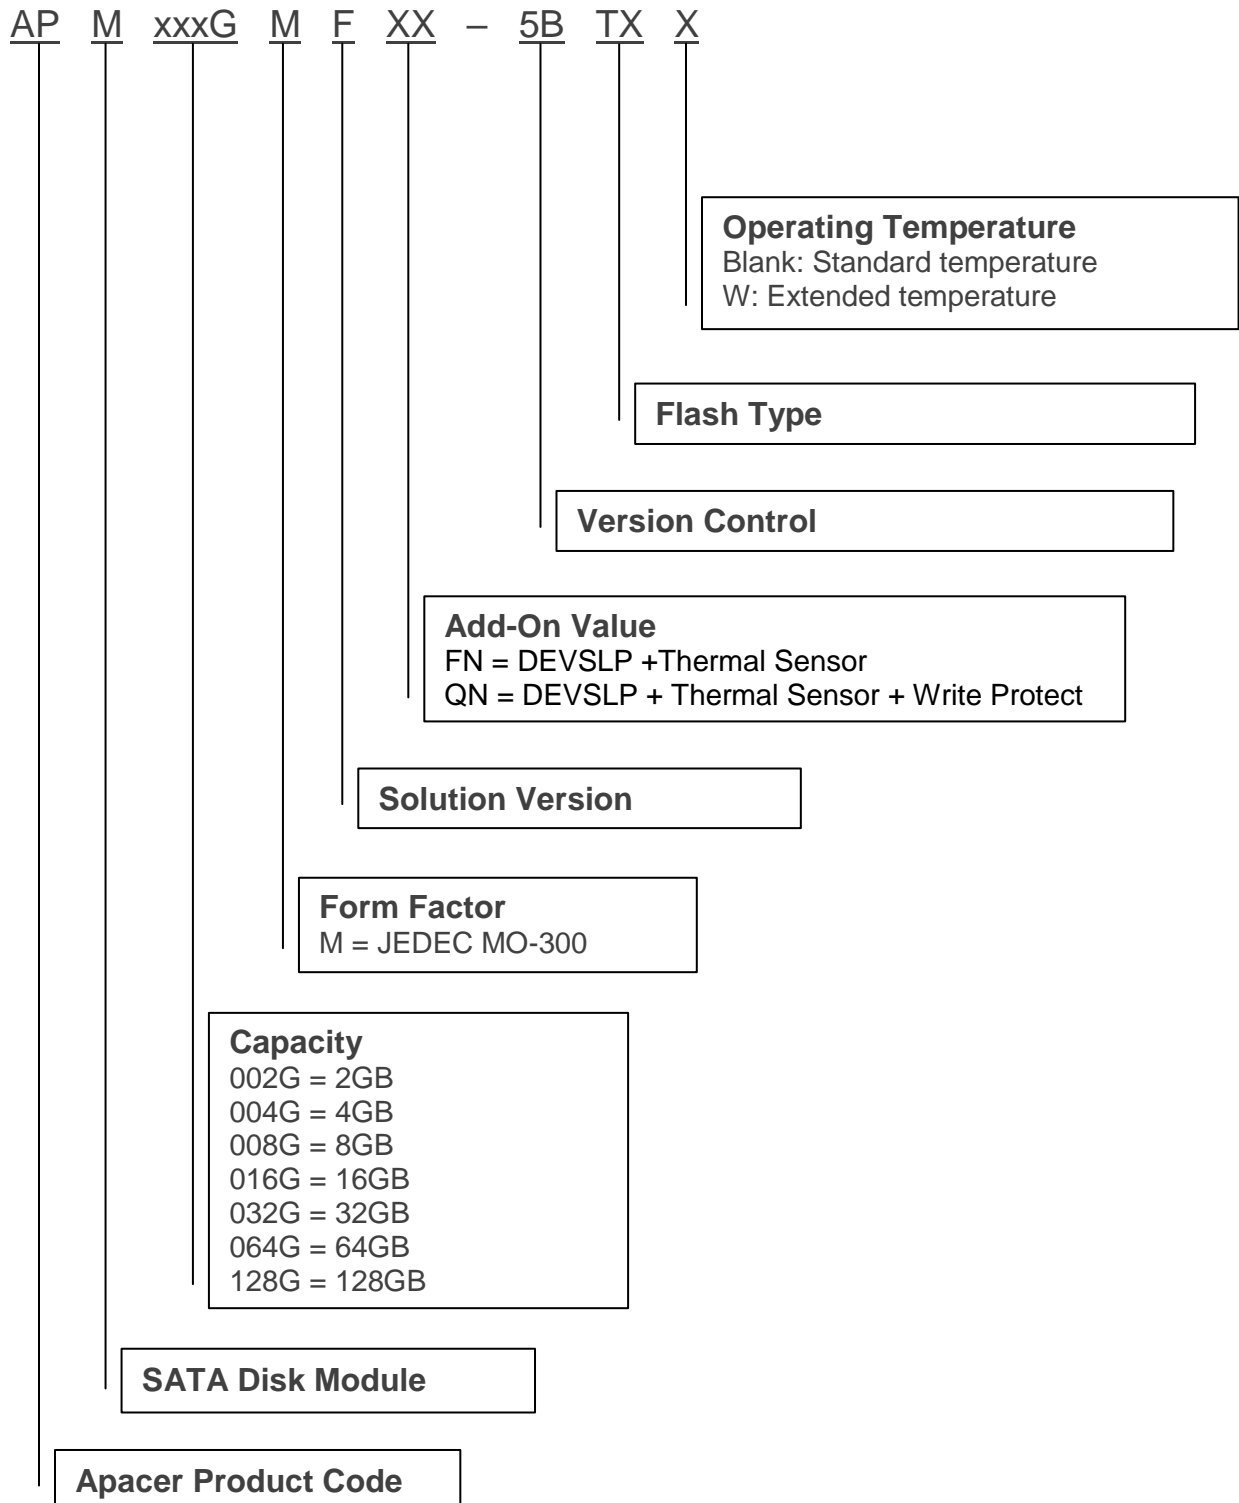 AP M xxxG M F XX – 5B TX X
Operating Temperature
Blank: Standard temperature
W: Extended temperature
Flash Type
Version Control
Add-On Value
FN = DEVSLP +Thermal Sensor
QN = DEVSLP + Thermal Sensor + Write Protect
Solution Version
Form Factor
M = JEDEC MO-300
Capacity
002G = 2GB
004G = 4GB
008G = 8GB
016G = 16GB
032G = 32GB
064G = 64GB
128G = 128GB
SATA Disk Module
Apacer Product Code